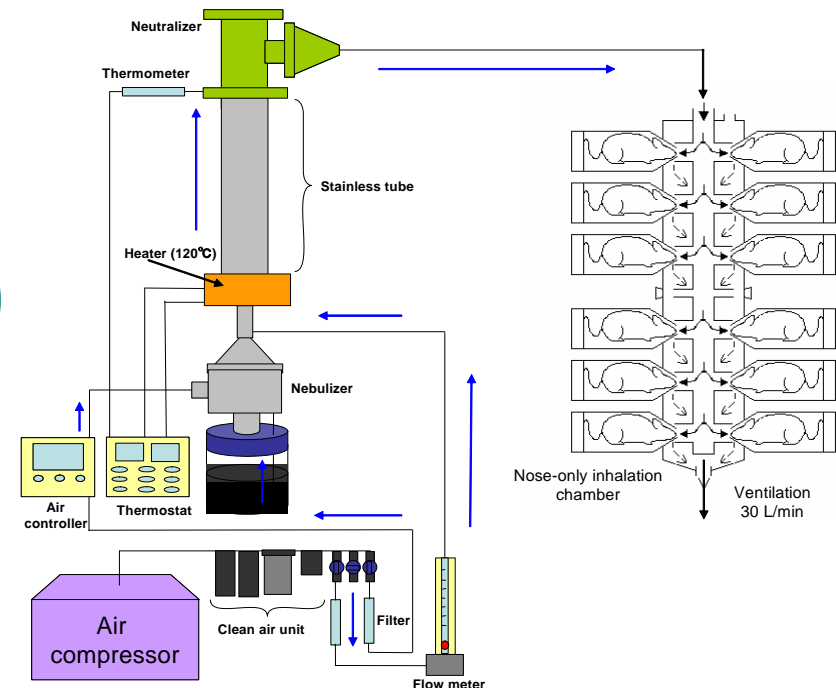 Neutralizer
Thermometer
Stainless tube
Heater (120℃)
Nebulizer
Air
controller
Thermostat
Nose-only inhalation
chamber
Ventilation
30 L/min
Air
compressor
Clean air unit
Filter
Flow meter